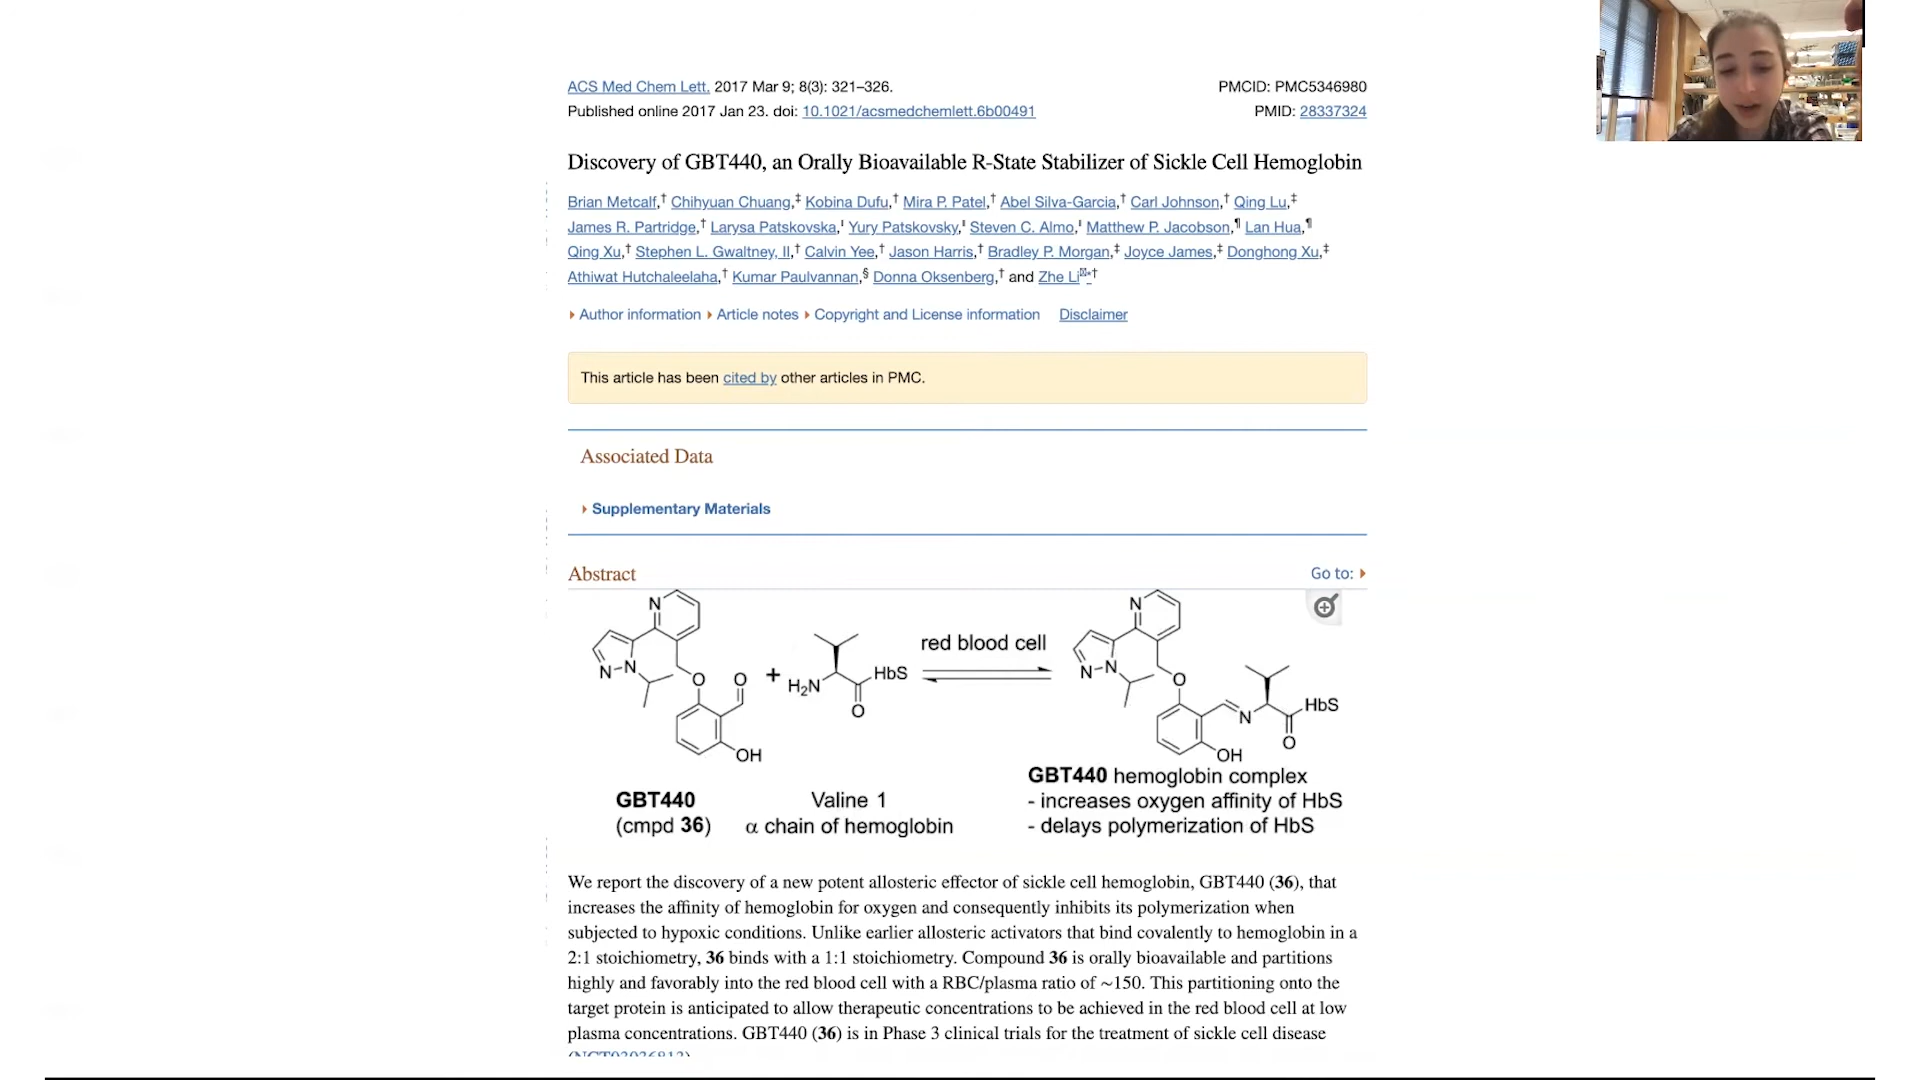 ACS Med Chem Lett. 2017 Mar 9; 8(3): 321–326.
PMCID: PMC5346980
Published online 2017 Jan 23. doi: 10.1021/acsmedchemlett.6b00491
PMID: 28337324
Discovery of GBT440, an Orally Bioavailable R-State Stabilizer of Sickle Cell Hemoglobin
Brian Metcalf,† Chihyuan Chuang,‡ Kobina Dufu,† Mira P. Patel,† Abel Silva-Garcia,† Carl Johnson,† Qing Lu,‡
James R. Partridge,† Larysa Patskovska,ǀ Yury Patskovsky,ǀ Steven C. Almo,ǀ Matthew P. Jacobson,¶ Lan Hua,¶
Qing Xu,† Stephen L. Gwaltney, II,† Calvin Yee,† Jason Harris,† Bradley P. Morgan,‡ Joyce James,‡ Donghong Xu,‡
Athiwat Hutchaleelaha,† Kumar Paulvannan,§ Donna Oksenberg,† and Zhe Li✉*†
Author information Article notes Copyright and License information Disclaimer
This article has been cited by other articles in PMC.
Associated Data
Supplementary Materials
Abstract
Go to:
N
N
N–N
N–N
O
O
OH
+
H₂N
HbS
O
red blood cell
O
N
HbS
O
OH
GBT440
(cmpd 36)
Valine 1
α chain of hemoglobin
GBT440 hemoglobin complex
- increases oxygen affinity of HbS
- delays polymerization of HbS
We report the discovery of a new potent allosteric effector of sickle cell hemoglobin, GBT440 (36), that
increases the affinity of hemoglobin for oxygen and consequently inhibits its polymerization when
subjected to hypoxic conditions. Unlike earlier allosteric activators that bind covalently to hemoglobin in a
2:1 stoichiometry, 36 binds with a 1:1 stoichiometry. Compound 36 is orally bioavailable and partitions
highly and favorably into the red blood cell with a RBC/plasma ratio of ~150. This partitioning onto the
target protein is anticipated to allow therapeutic concentrations to be achieved in the red blood cell at low
plasma concentrations. GBT440 (36) is in Phase 3 clinical trials for the treatment of sickle cell disease